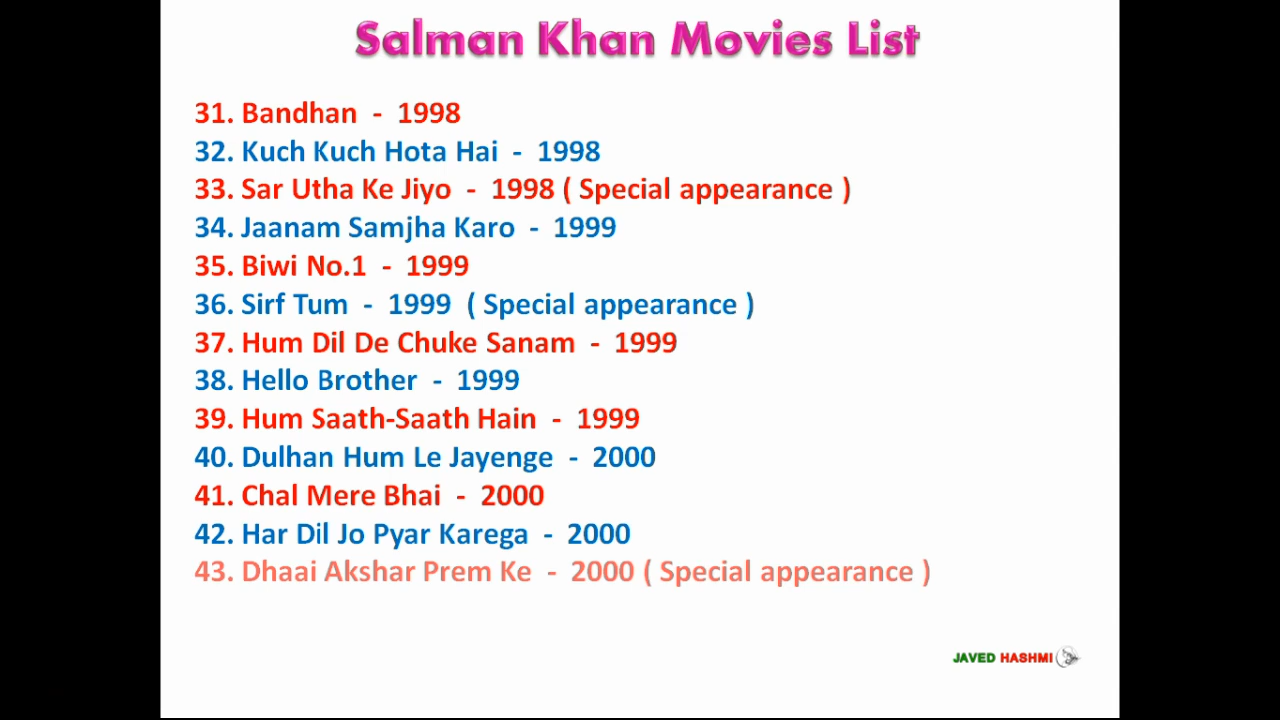 Salman Khan Movies List
31. Bandhan - 1998
32. Kuch Kuch Hota Hai - 1998
33. Sar Utha Ke Jiyo - 1998 ( Special appearance )
34. Jaanam Samjha Karo - 1999
35. Biwi No.1 - 1999
36. Sirf Tum - 1999 ( Special appearance )
37. Hum Dil De Chuke Sanam - 1999
38. Hello Brother - 1999
39. Hum Saath-Saath Hain - 1999
40. Dulhan Hum Le Jayenge - 2000
41. Chal Mere Bhai - 2000
42. Har Dil Jo Pyar Karega - 2000
43. Dhaai Akshar Prem Ke - 2000 ( Special appearance )
JAVED HASHMI